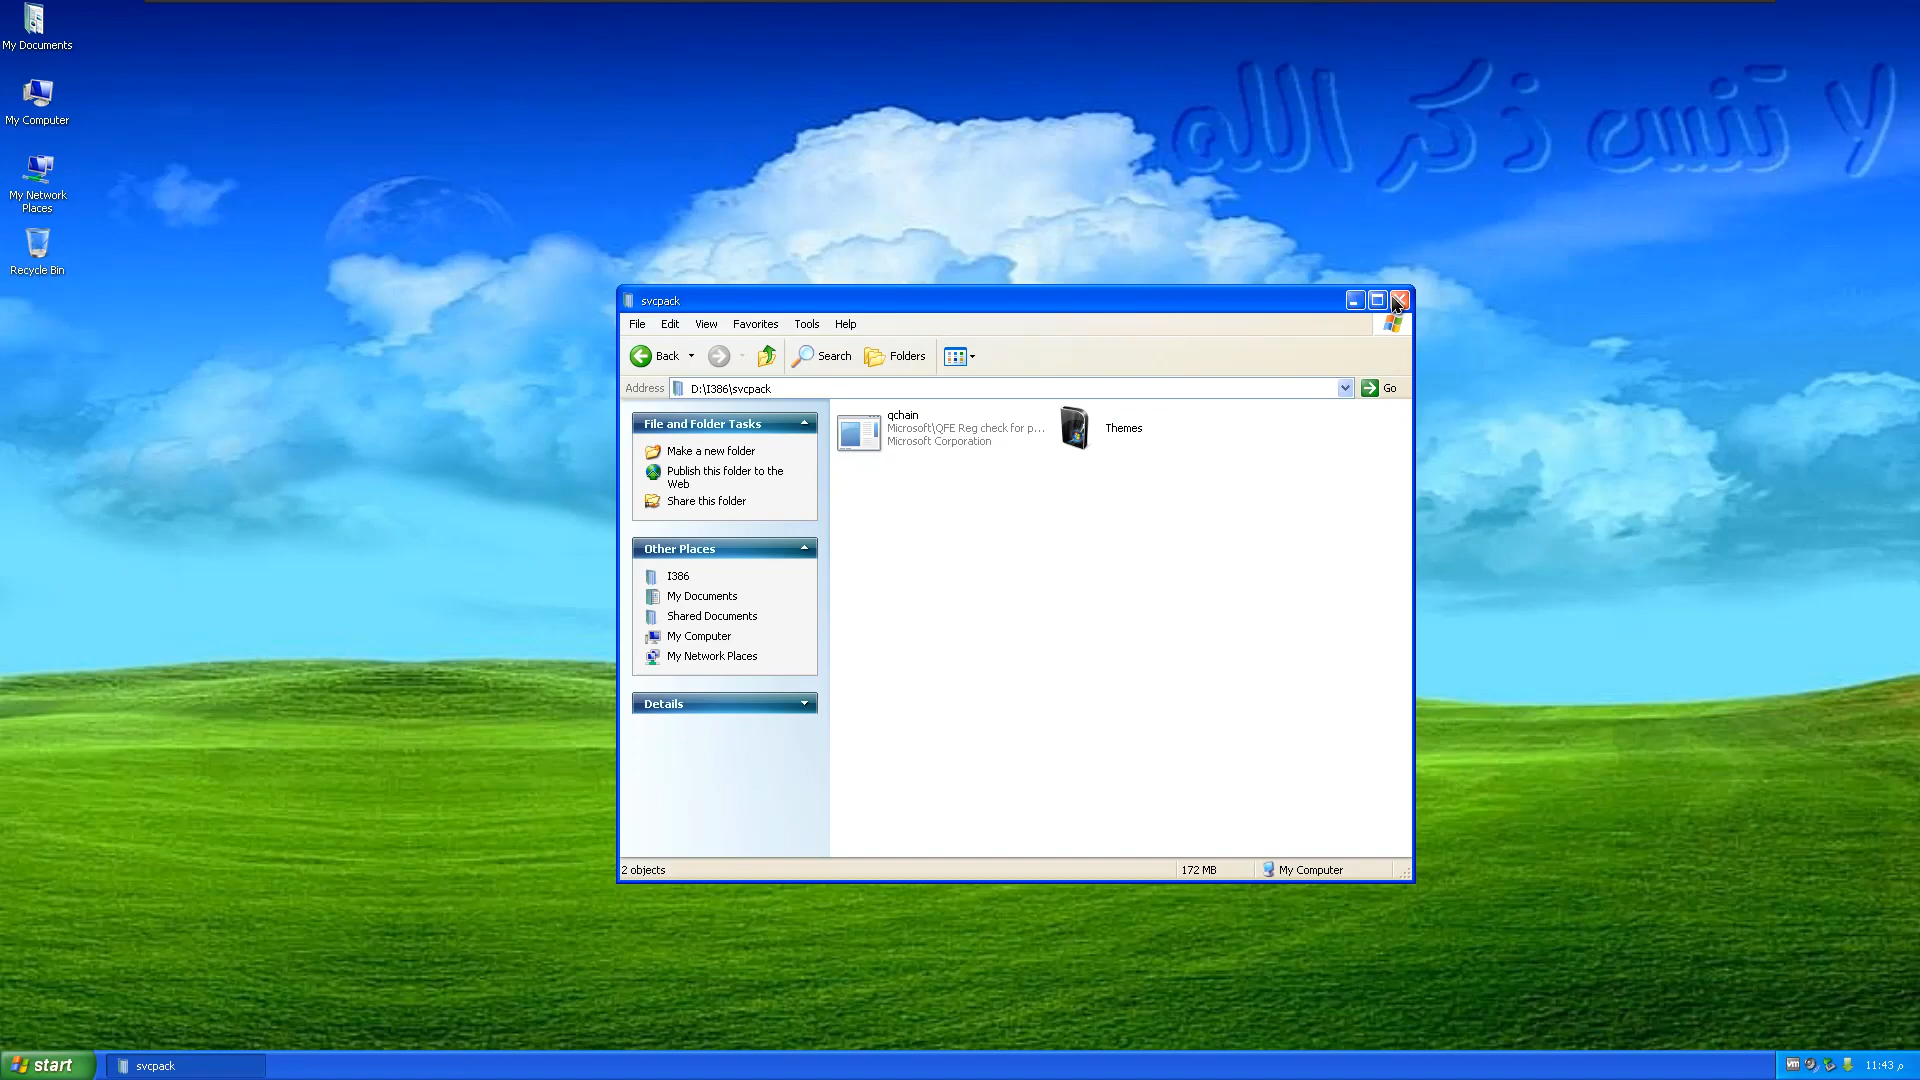 My Documents
My Computer
My Network
Places
Recycle Bin
لا تنس ذكر الله
svcpack
File Edit View Favorites Tools Help
Back Search Folders
Address D:\I386\svcpack Go
File and Folder Tasks
Make a new folder
Publish this folder to the
Web
Share this folder
Other Places
I386
My Documents
Shared Documents
My Computer
My Network Places
Details
qchain
Microsoft\QFE Reg check for p...
Microsoft Corporation
Themes
2 objects 172 MB My Computer
start svcpack vm 11:43 م